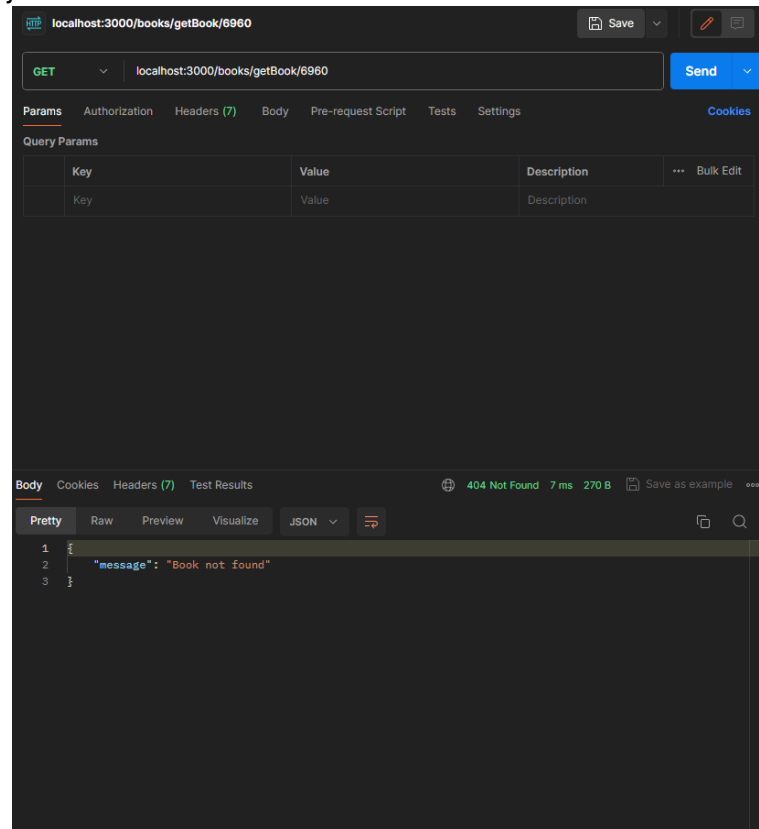 HTTP localhost:3000/books/getBook/6960 Save
GET localhost:3000/books/getBook/6960 Send
Params Authorization Headers (7) Body Pre-request Script Tests Settings Cookies
Query Params
Key Value Description ••• Bulk Edit
Key Value Description
Body Cookies Headers (7) Test Results 404 Not Found 7 ms 270 B Save as example
Pretty Raw Preview Visualize JSON
1 {
2 "message": "Book not found"
3 }